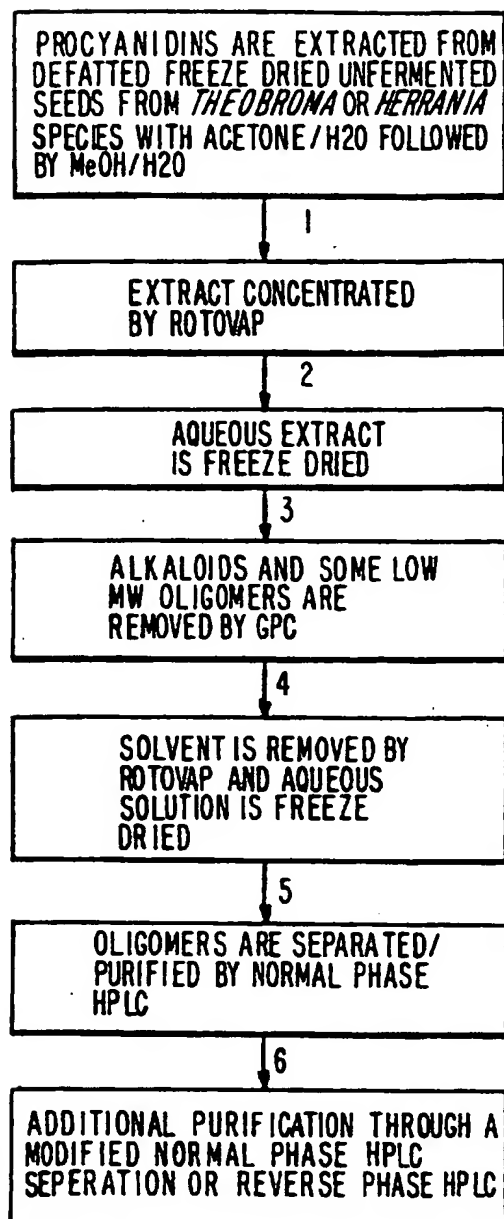 PROCYANIDINS ARE EXTRACTED FROM
DEFATTED FREEZE DRIED UNFERMENTED
SEEDS FROM THEOBROMA OR HERRANIA
SPECIES WITH ACETONE/H2O FOLLOWED
BY MeOH/H2O
1
EXTRACT CONCENTRATED
BY ROTOVAP
2
AQUEOUS EXTRACT
IS FREEZE DRIED
3
ALKALOIDS AND SOME LOW
MW OLIGOMERS ARE
REMOVED BY GPC
4
SOLVENT IS REMOVED BY
ROTOVAP AND AQUEOUS
SOLUTION IS FREEZE
DRIED
5
OLIGOMERS ARE SEPARATED/
PURIFIED BY NORMAL PHASE
HPLC
6
ADDITIONAL PURIFICATION THROUGH A
MODIFIED NORMAL PHASE HPLC
SEPERATION OR REVERSE PHASE HPLC